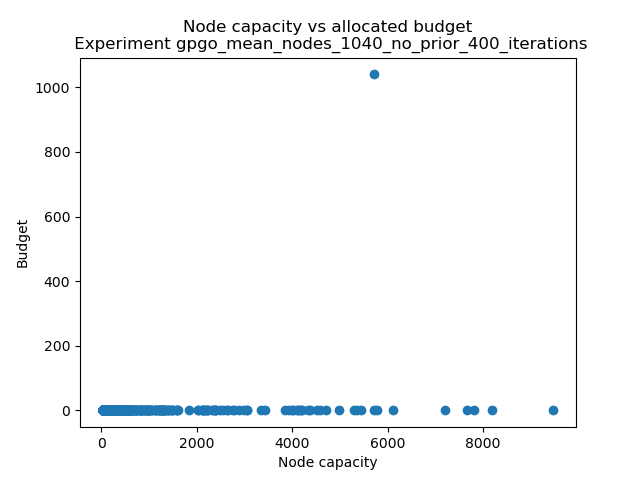 Node capacity vs allocated budget
Experiment gpgo_mean_nodes_1040_no_prior_400_iterations
1000
800
600
400
200
0
Budget
0 2000 4000 6000 8000
Node capacity